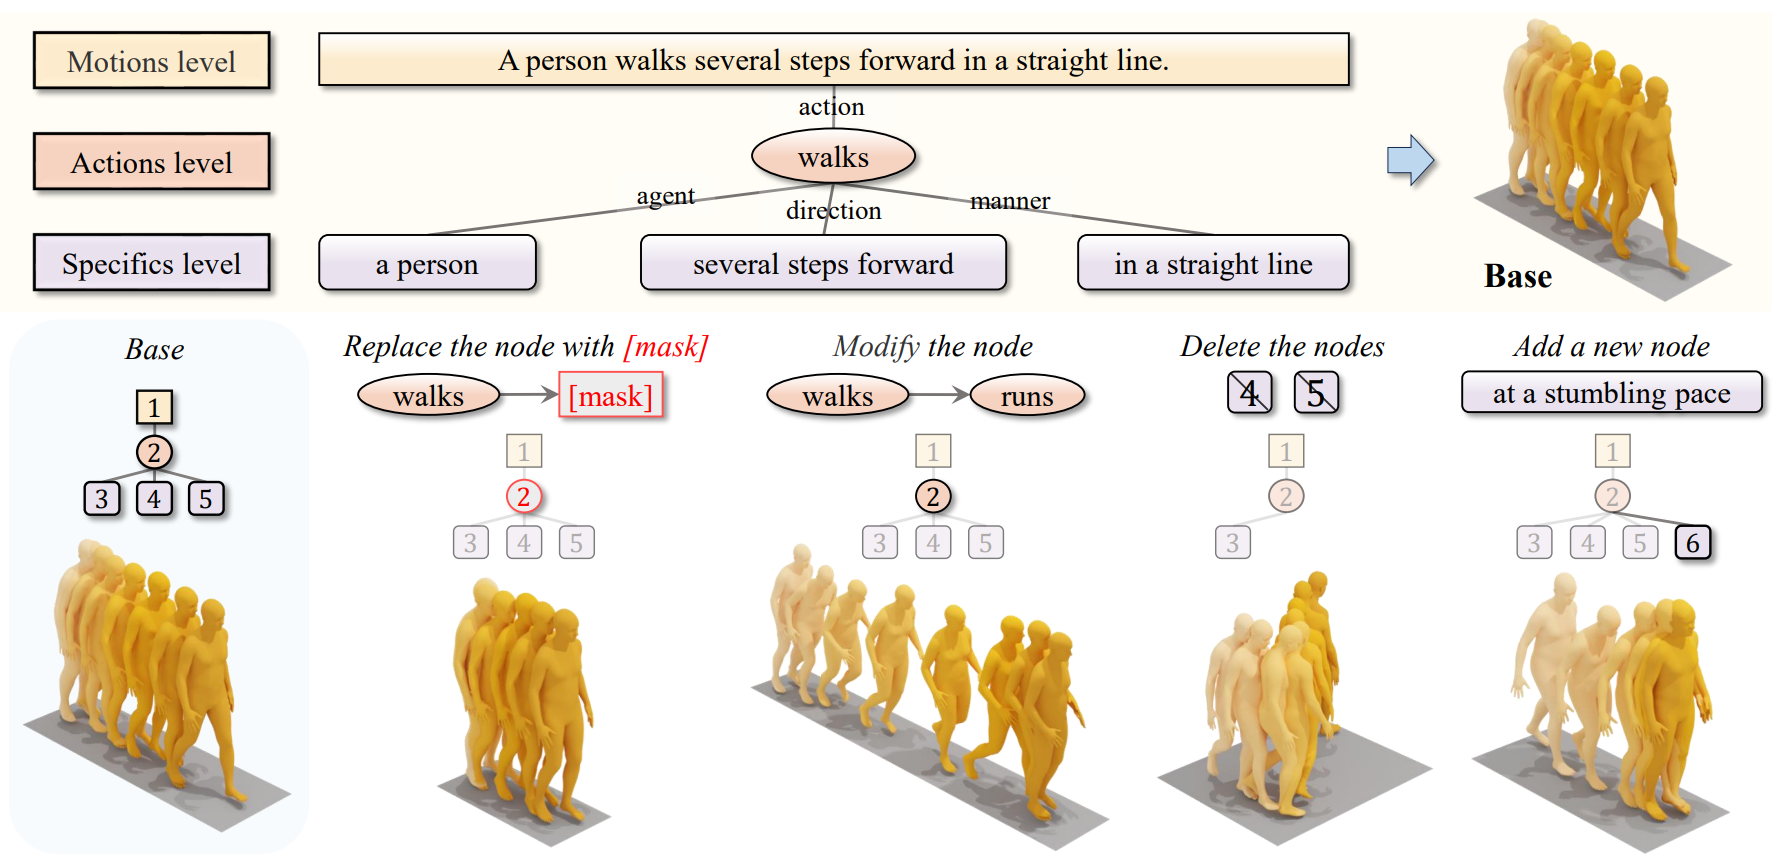 Motions level
A person walks several steps forward in a straight line.
action
Actions level
walks
agent
direction
manner
Specifics level
a person
several steps forward
in a straight line
Base
Base
1
2
3 4 5
Replace the node with [mask]
walks [mask]
1
2
3 4 5
Modify the node
walks runs
1
2
3 4 5
Delete the nodes
4 5
1
2
3
Add a new node
at a stumbling pace
1
2
3 4 5 6